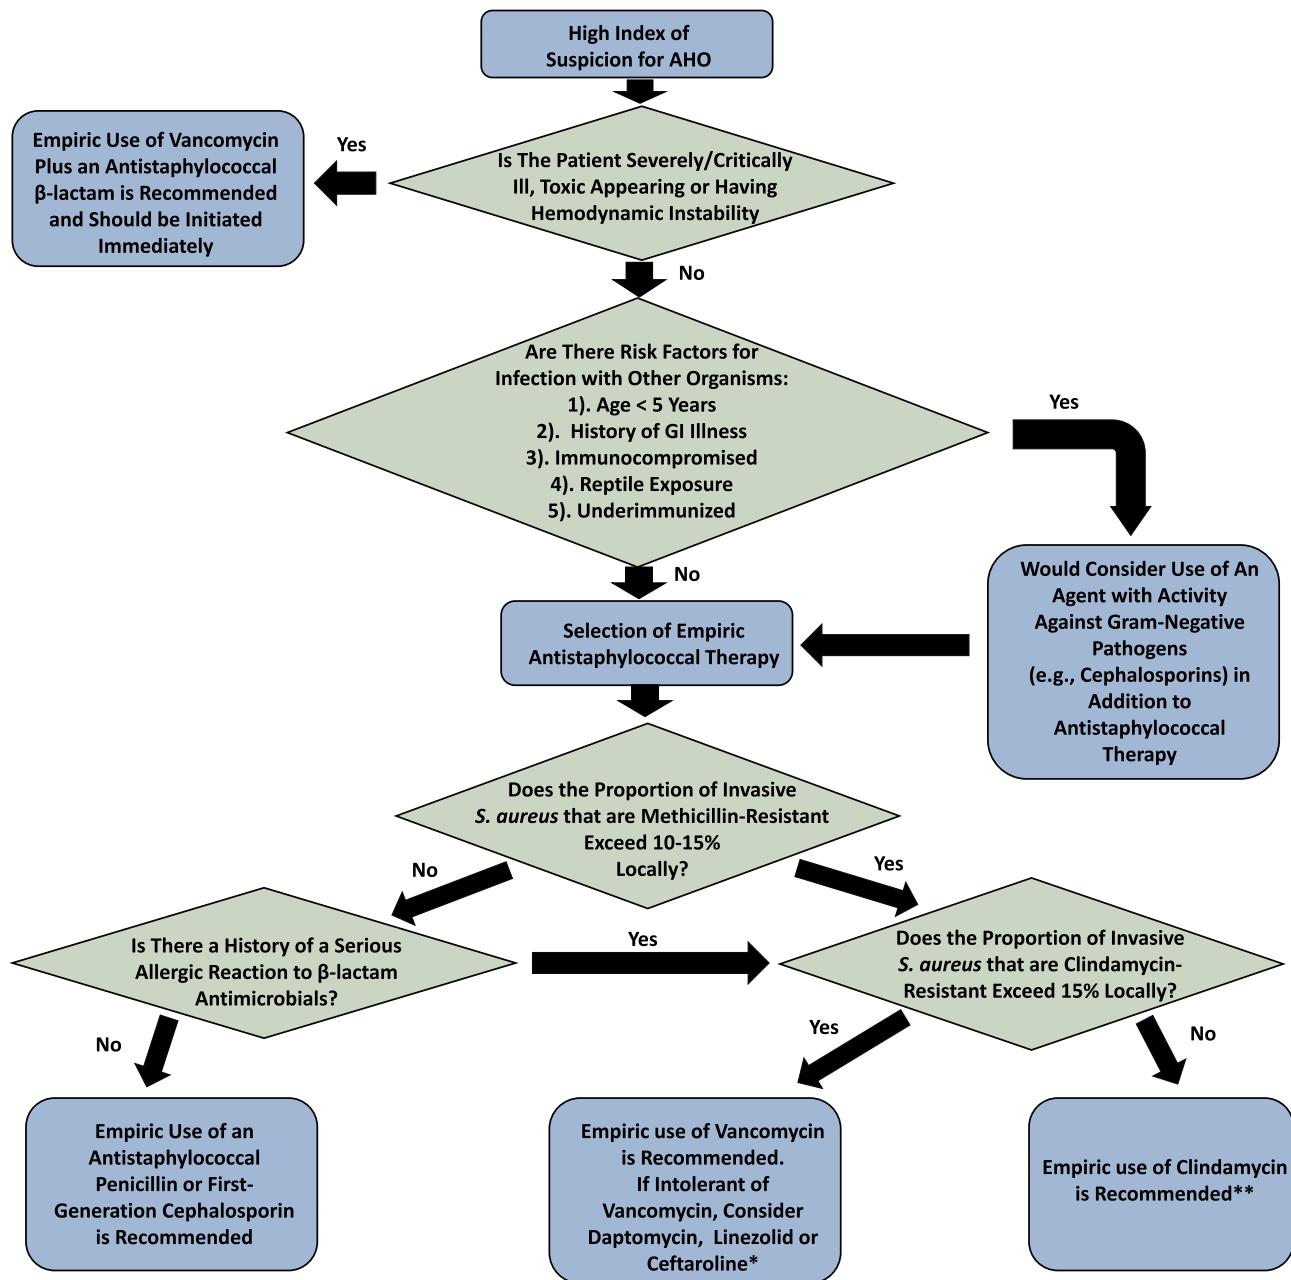 High Index of
Suspicion for AHO
Empiric Use of Vancomycin
Plus an Antistaphylococcal
β-lactam is Recommended
and Should be Initiated
Immediately
Yes
Is The Patient Severely/Critically
Ill, Toxic Appearing or Having
Hemodynamic Instability
No
Are There Risk Factors for
Infection with Other Organisms:
1). Age < 5 Years
2). History of GI Illness
3). Immunocompromised
4). Reptile Exposure
5). Underimmunized
Yes
No
Would Consider Use of An
Agent with Activity
Against Gram-Negative
Pathogens
(e.g., Cephalosporins) in
Addition to
Antistaphylococcal
Therapy
Selection of Empiric
Antistaphylococcal Therapy
Does the Proportion of Invasive
S. aureus that are Methicillin-Resistant
Exceed 10-15%
Locally?
No
Yes
Is There a History of a Serious
Allergic Reaction to β-lactam
Antimicrobials?
Yes
Does the Proportion of Invasive
S. aureus that are Clindamycin-
Resistant Exceed 15% Locally?
No
Yes
No
Empiric Use of an
Antistaphylococcal
Penicillin or First-
Generation Cephalosporin
is Recommended
Empiric use of Vancomycin
is Recommended.
If Intolerant of
Vancomycin, Consider
Daptomycin, Linezolid or
Ceftaroline*
Empiric use of Clindamycin
is Recommended**